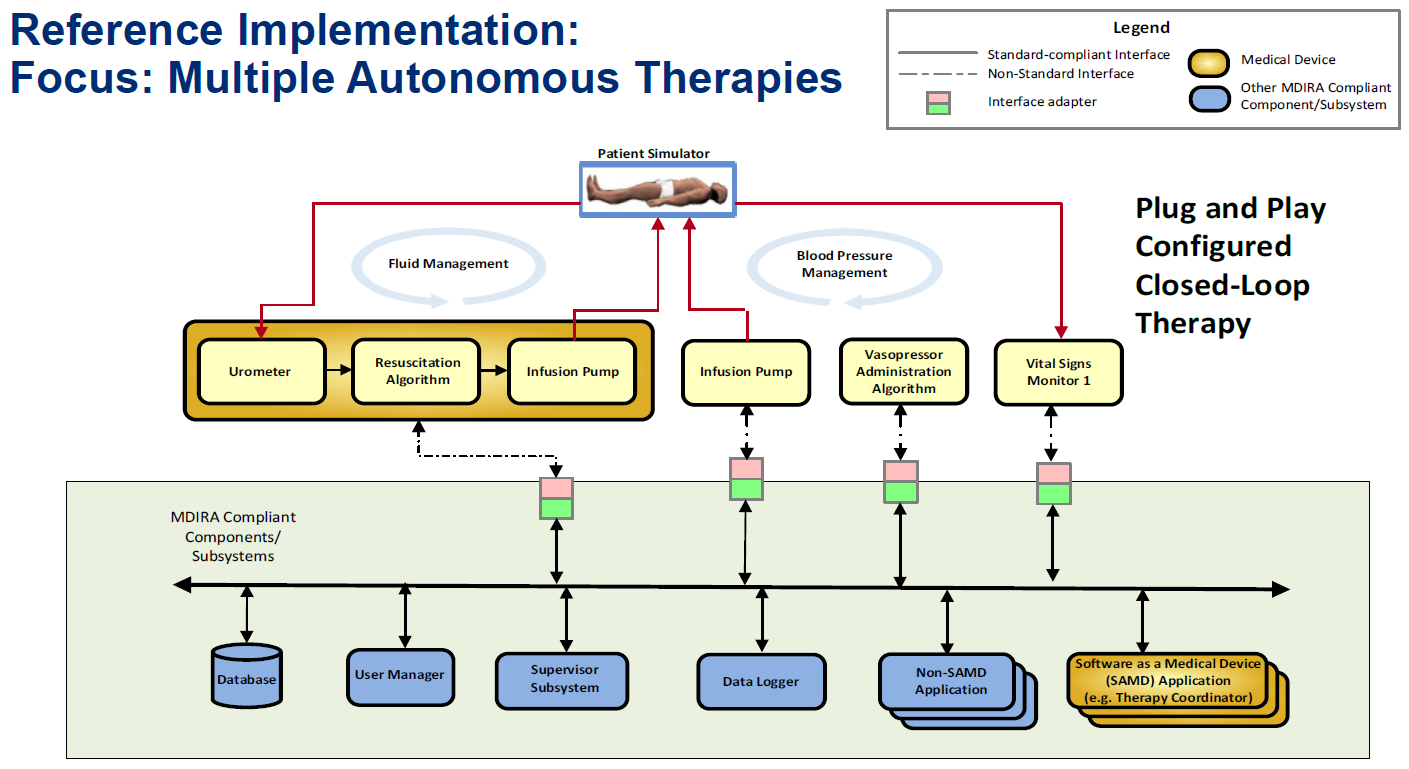 Reference Implementation:
Focus: Multiple Autonomous Therapies
Legend
Standard-compliant Interface
Non-Standard Interface
Interface adapter
Medical Device
Other MDIRA Compliant
Component/Subsystem
Patient Simulator
Plug and Play
Configured
Closed-Loop
Therapy
Fluid Management
Blood Pressure
Management
Urometer
Resuscitation
Algorithm
Infusion Pump
Infusion Pump
Vasopressor
Administration
Algorithm
Vital Signs
Monitor 1
MDIRA Compliant
Components/
Subsystems
Database
User Manager
Supervisor
Subsystem
Data Logger
Non-SAMD
Application
Software as a Medical Device
(SAMD) Application
(e.g. Therapy Coordinator)